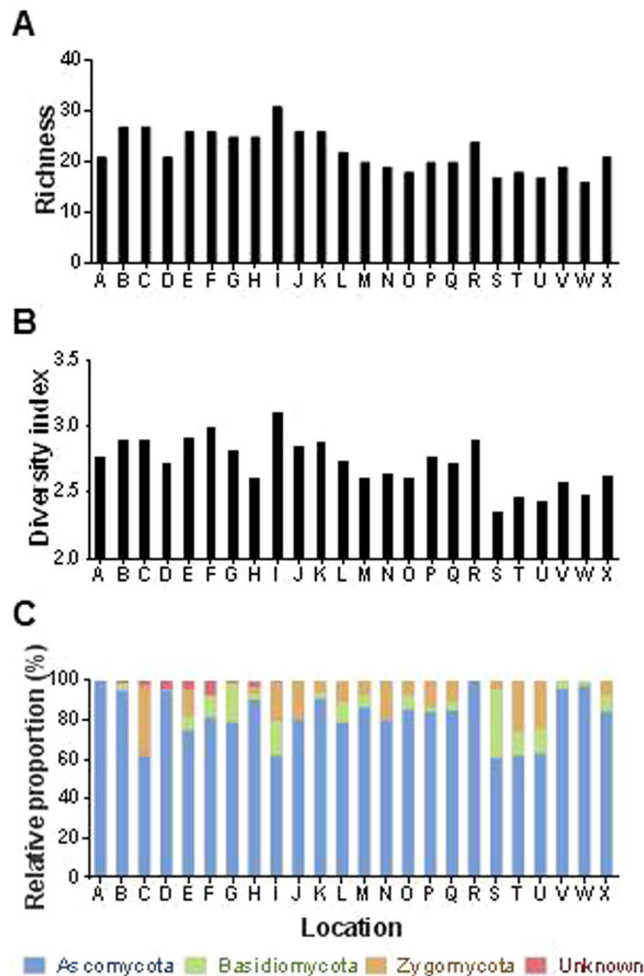 A
Richness
40
30
20
10
0
A B C D E F G H I J K L M N O P Q R S T U V W X
B
Diversity index
3.5
3.0
2.5
2.0
A B C D E F G H I J K L M N O P Q R S T U V W X
C
Relative proportion (%)
100
80
60
40
20
0
A B C D E F G H I J K L M N O P Q R S T U V W X
Location
Ascomycota Basidiomycota Zygomycota Unknown